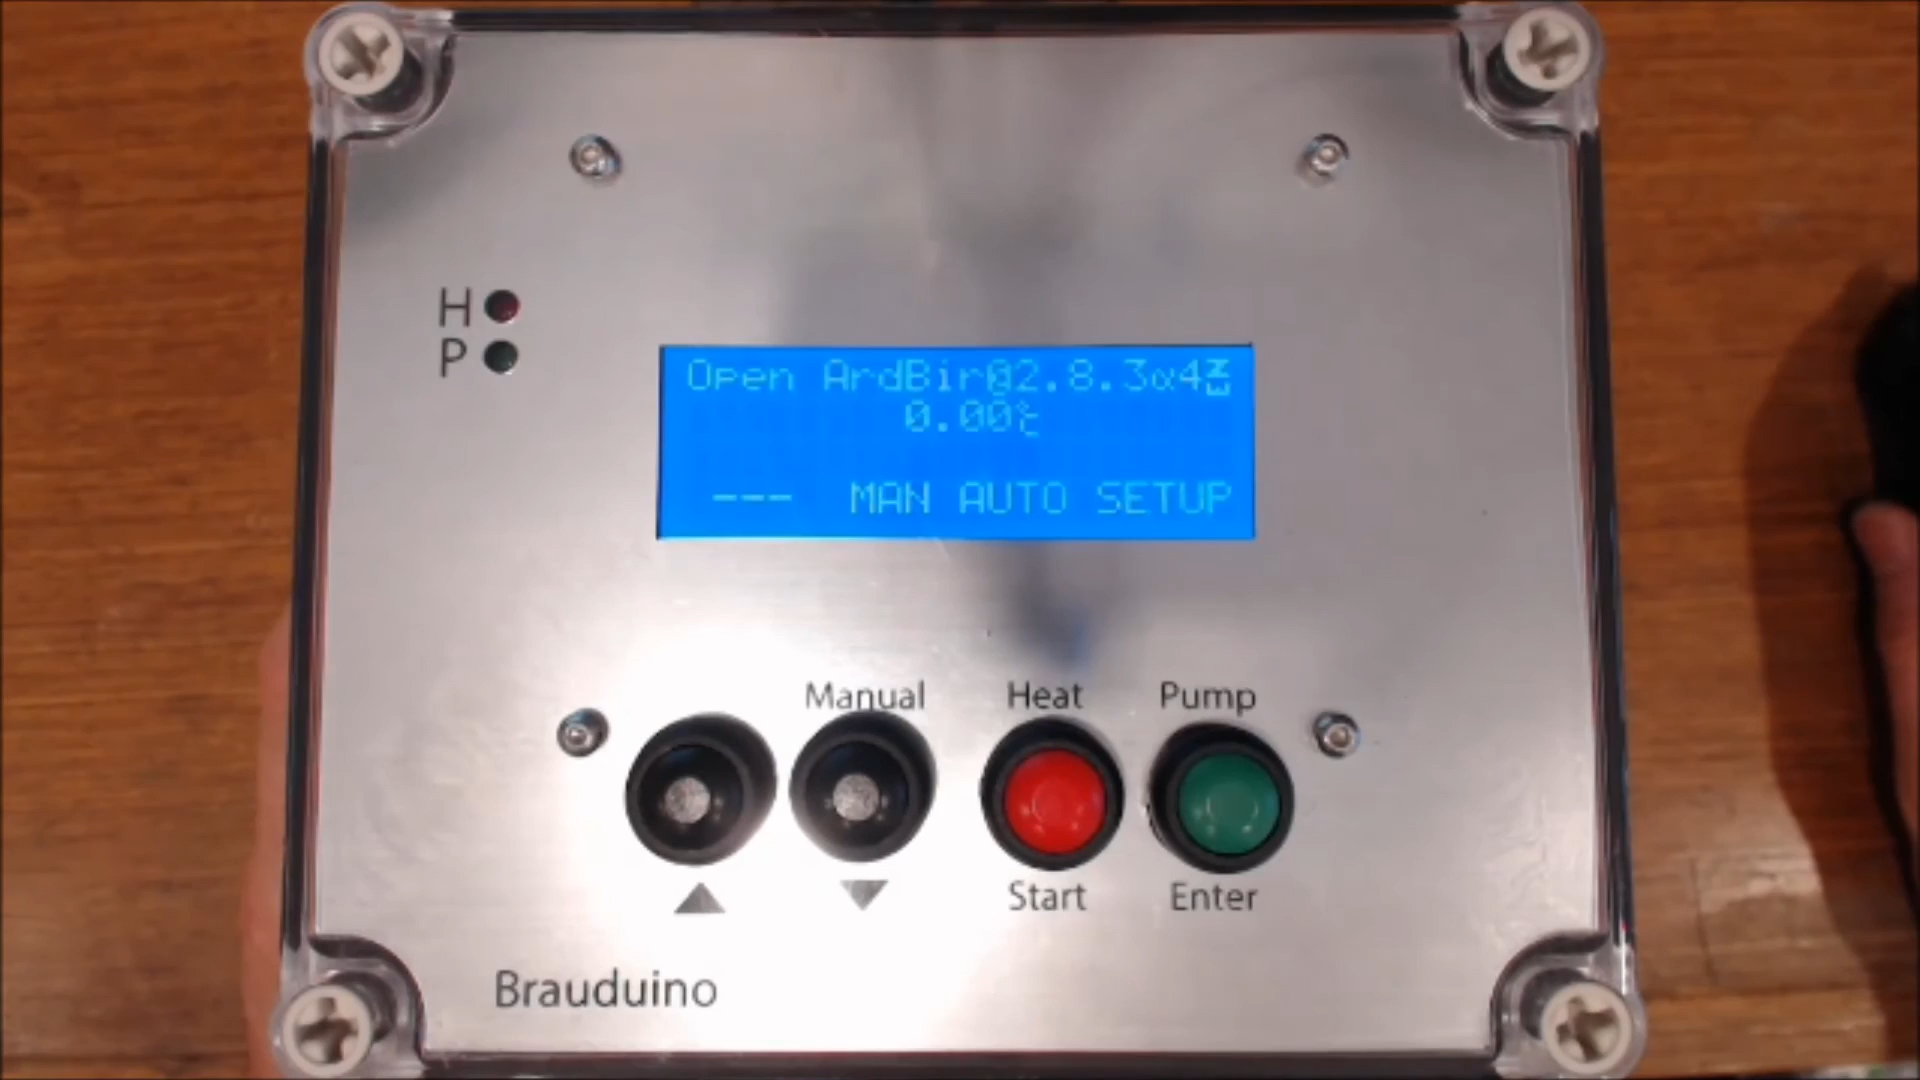 H
P
Open ArdBir@2.8.3α4
0.00℃
--- MAN AUTO SETUP
Manual Heat Pump
▲ ▼ Start Enter
Brauduino